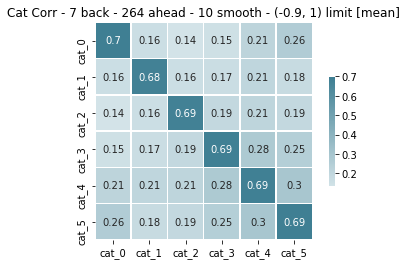 Cat Corr - 7 back - 264 ahead - 10 smooth - (-0.9, 1) limit [mean]
cat_0 0.7 0.16 0.14 0.15 0.21 0.26
cat_1 0.16 0.68 0.16 0.17 0.21 0.18
cat_2 0.14 0.16 0.69 0.19 0.21 0.19
cat_3 0.15 0.17 0.19 0.69 0.28 0.25
cat_4 0.21 0.21 0.21 0.28 0.69 0.3
cat_5 0.26 0.18 0.19 0.25 0.3 0.69
cat_0 cat_1 cat_2 cat_3 cat_4 cat_5
0.7
0.6
0.5
0.4
0.3
0.2